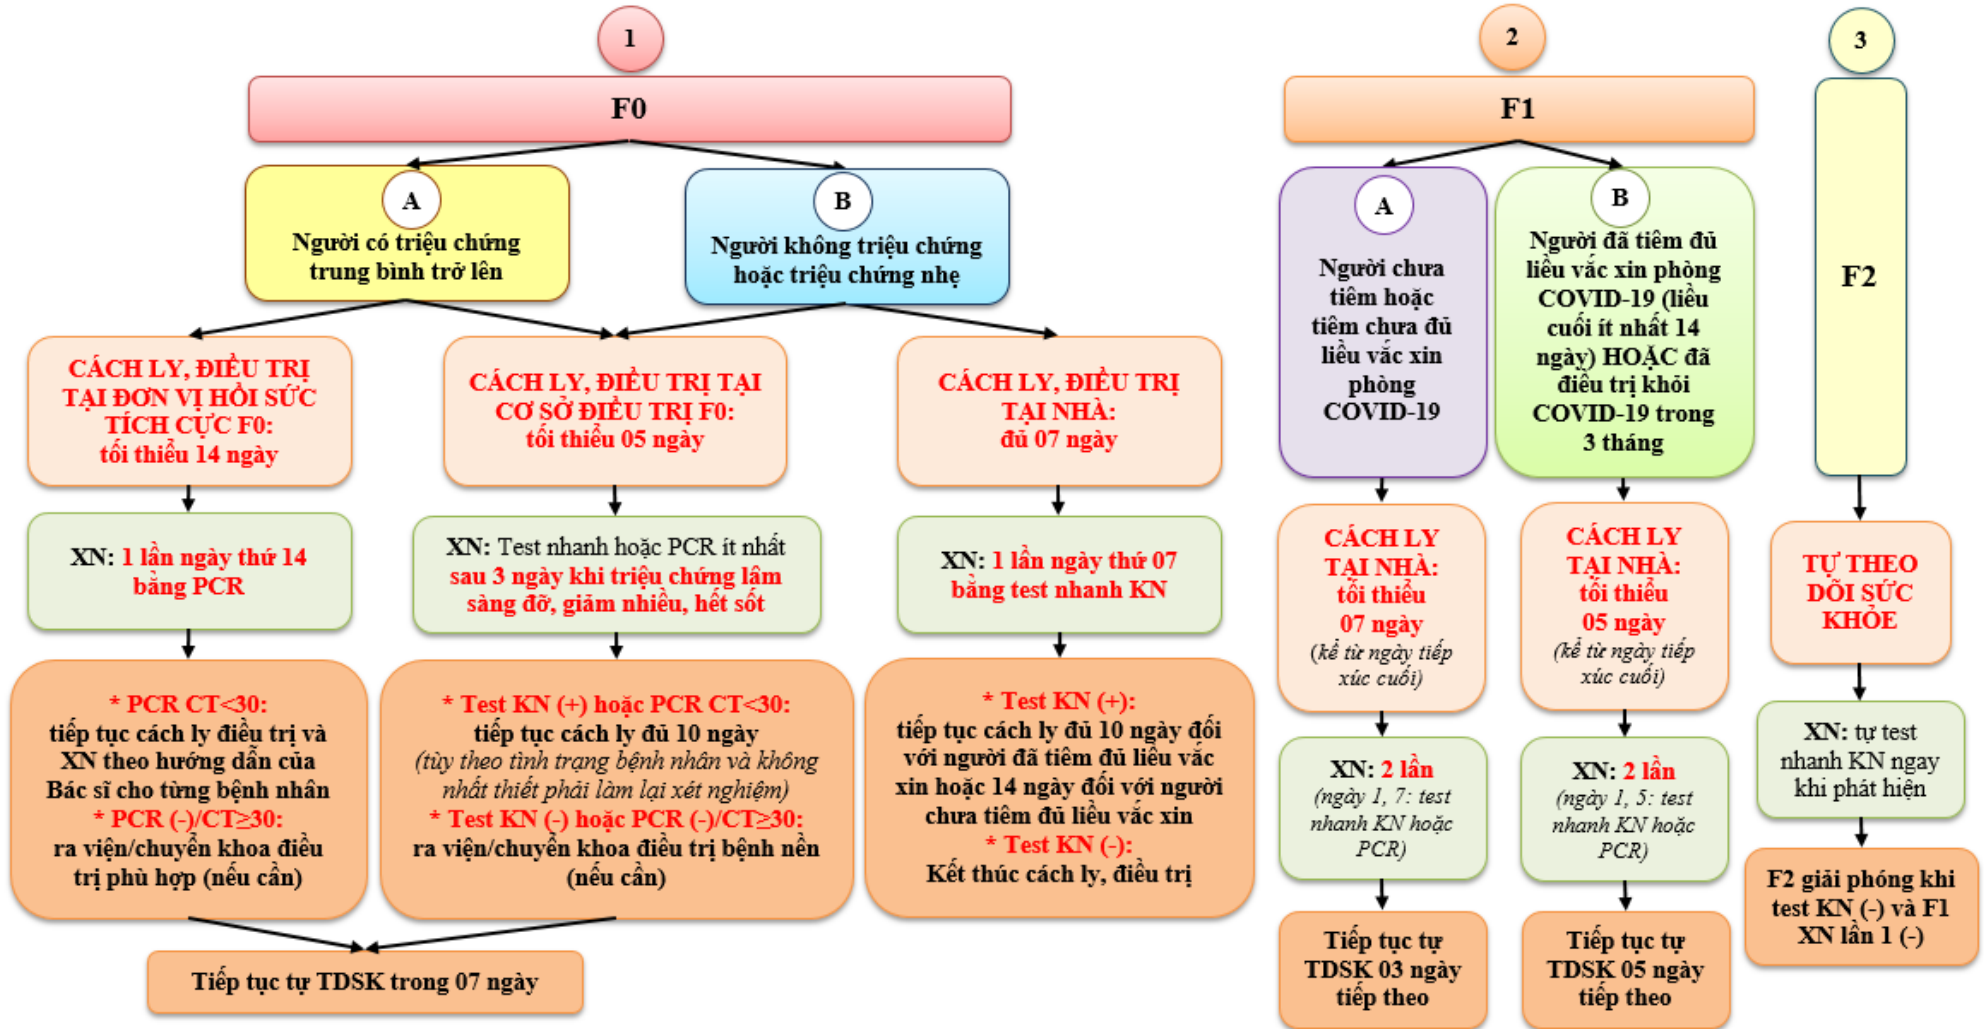 1
F0
A
Người có triệu chứng
trung bình trở lên
B
Người không triệu chứng
hoặc triệu chứng nhẹ
CÁCH LY, ĐIỀU TRỊ
TẠI ĐƠN VỊ HỒI SỨC
TÍCH CỰC F0:
tối thiểu 14 ngày
XN: 1 lần ngày thứ 14
bằng PCR
* PCR CT<30:
tiếp tục cách ly điều trị và
XN theo hướng dẫn của
Bác sĩ cho từng bệnh nhân
* PCR (-)/CT≥30:
ra viện/chuyển khoa điều
trị phù hợp (nếu cần)
CÁCH LY, ĐIỀU TRỊ TẠI
CƠ SỞ ĐIỀU TRỊ F0:
tối thiểu 05 ngày
XN: Test nhanh hoặc PCR ít nhất
sau 3 ngày khi triệu chứng lâm
sàng đỡ, giảm nhiều, hết sốt
* Test KN (+) hoặc PCR CT<30:
tiếp tục cách ly đủ 10 ngày
(tùy theo tình trạng bệnh nhân và không
nhất thiết phải làm lại xét nghiệm)
* Test KN (-) hoặc PCR (-)/CT≥30:
ra viện/chuyển khoa điều trị bệnh nền
(nếu cần)
CÁCH LY, ĐIỀU TRỊ
TẠI NHÀ:
đủ 07 ngày
XN: 1 lần ngày thứ 07
bằng test nhanh KN
* Test KN (+):
tiếp tục cách ly đủ 10 ngày đối
với người đã tiêm đủ liều vắc
xin hoặc 14 ngày đối với người
chưa tiêm đủ liều vắc xin
* Test KN (-):
Kết thúc cách ly, điều trị
Tiếp tục tự TDSK trong 07 ngày
2
F1
A
Người chưa
tiêm hoặc
tiêm chưa đủ
liều vắc xin
phòng
COVID-19
CÁCH LY
TẠI NHÀ:
tối thiểu
07 ngày
(kể từ ngày tiếp
xúc cuối)
XN: 2 lần
(ngày 1, 7: test
nhanh KN hoặc
PCR)
Tiếp tục tự
TDSK 03 ngày
tiếp theo
B
Người đã tiêm đủ
liều vắc xin phòng
COVID-19 (liều
cuối ít nhất 14
ngày) HOẶC đã
điều trị khỏi
COVID-19 trong
3 tháng
CÁCH LY
TẠI NHÀ:
tối thiểu
05 ngày
(kể từ ngày tiếp
xúc cuối)
XN: 2 lần
(ngày 1, 5: test
nhanh KN hoặc
PCR)
Tiếp tục tự
TDSK 05 ngày
tiếp theo
3
F2
TỰ THEO
DÕI SỨC
KHỎE
XN: tự test
nhanh KN ngay
khi phát hiện
F2 giải phóng khi
test KN (-) và F1
XN lần 1 (-)